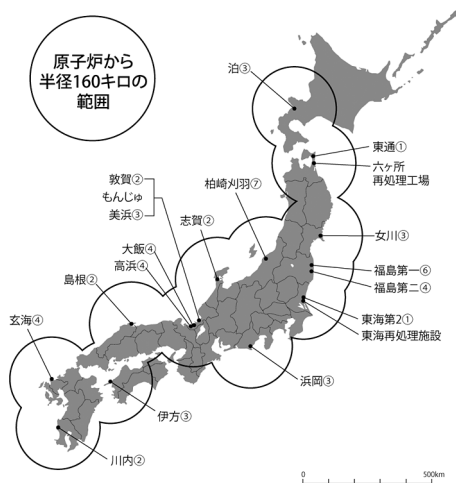 原子炉から
半径160キロの
範囲
泊③
東通①
六ヶ所
再処理工場
敦賀②
もんじゅ
美浜③
柏崎刈羽⑦
志賀②
女川③
大飯④
高浜④
福島第一⑥
福島第二④
島根②
東海第2①
東海再処理施設
玄海④
浜岡③
伊方③
川内②
0
500km